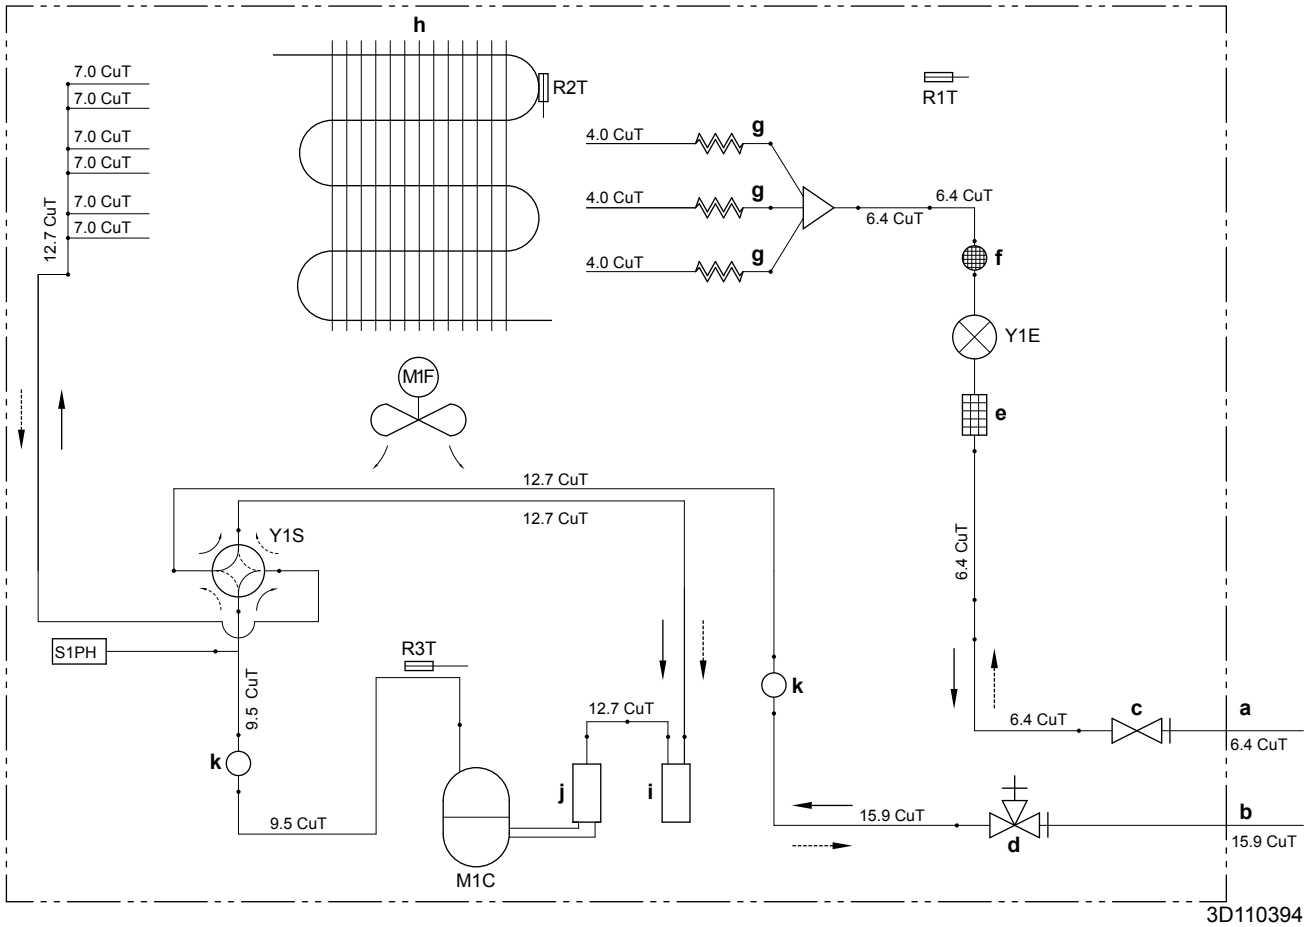 h
7.0 CuT
7.0 CuT
7.0 CuT
7.0 CuT
7.0 CuT
7.0 CuT
12.7 CuT
R2T
R1T
4.0 CuT
g
4.0 CuT
g
4.0 CuT
g
6.4 CuT
6.4 CuT
f
Y1E
e
M1F
12.7 CuT
12.7 CuT
Y1S
6.4 CuT
S1PH
R3T
9.5 CuT
k
k
12.7 CuT
6.4 CuT
c
a
6.4 CuT
j
i
9.5 CuT
M1C
15.9 CuT
d
b
15.9 CuT
3D110394